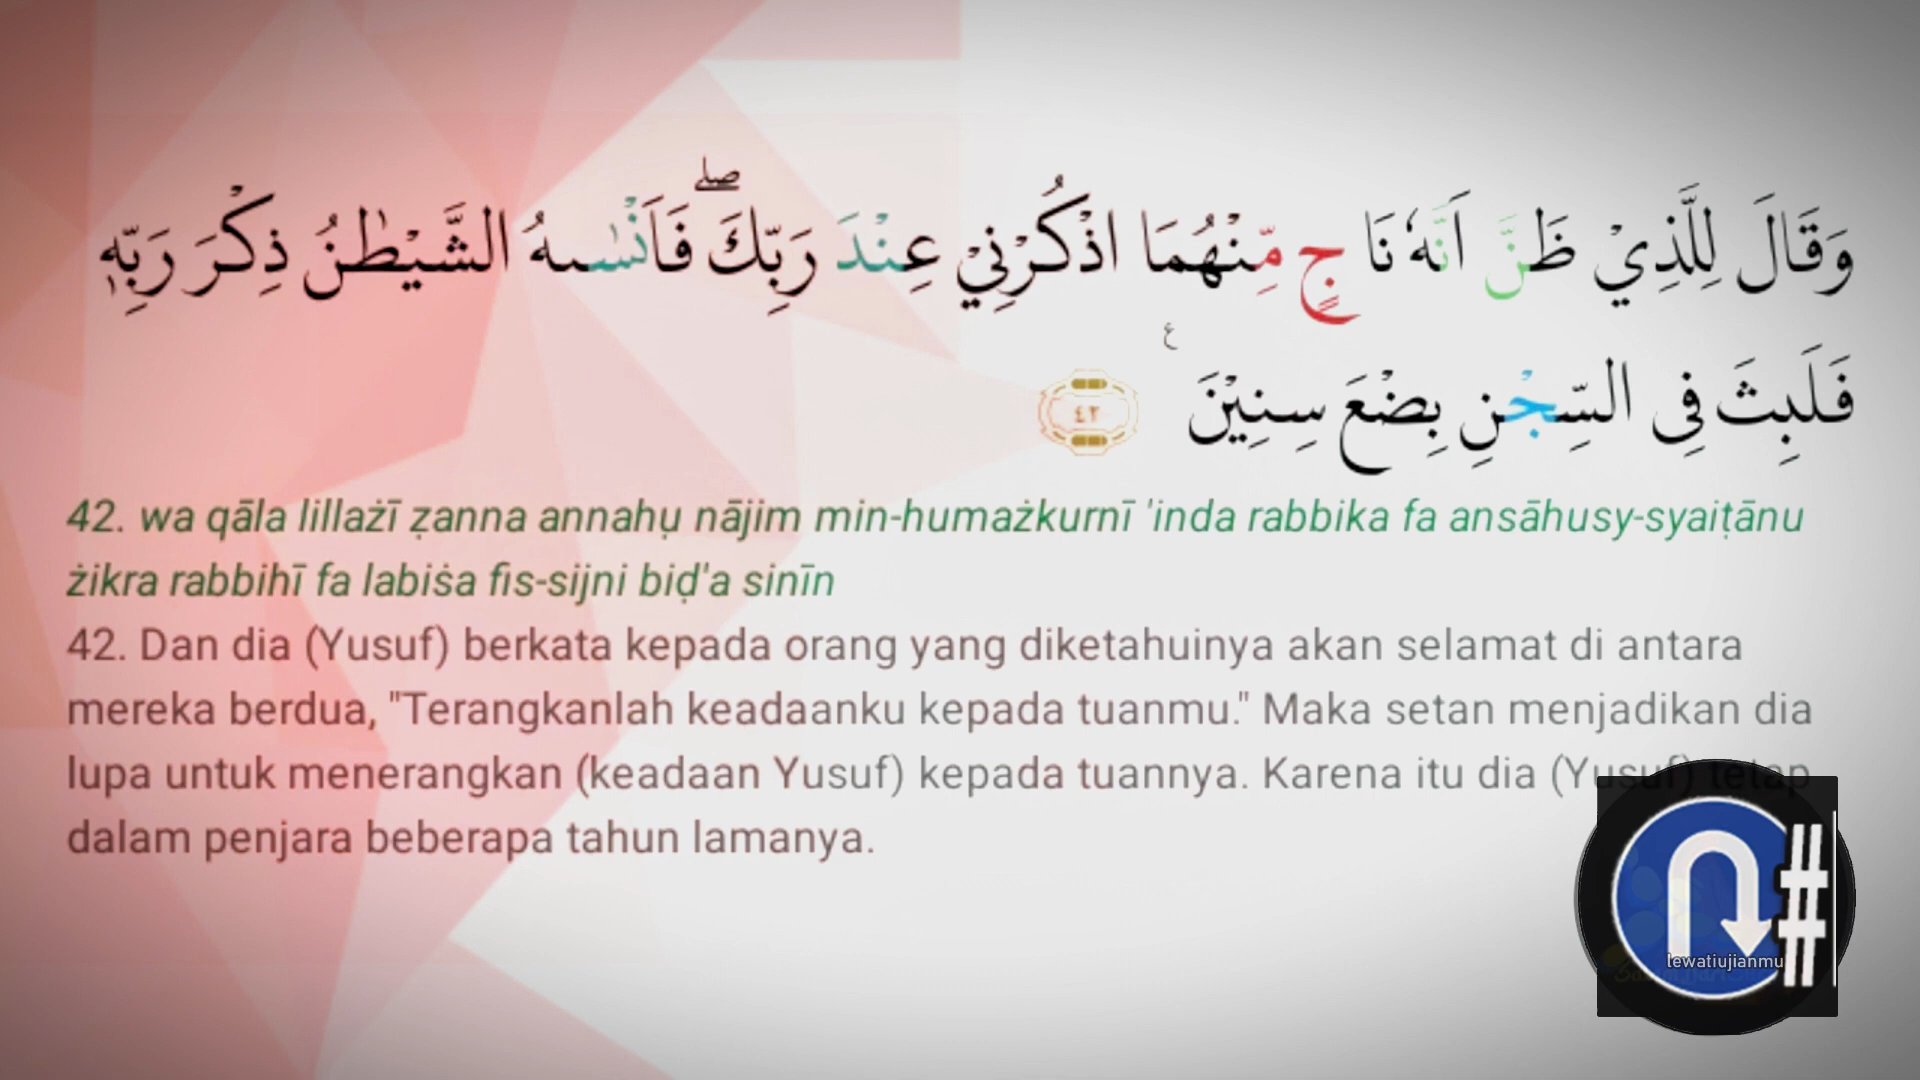 وَقَالَ لِلَّذِيْ ظَنَّ اَنَّهٗ نَاجٍ مِّنْهُمَا اذْكُرْنِيْ عِنْدَ رَبِّكَۖ فَاَنْسٰىهُ الشَّيْطٰنُ ذِكْرَ رَبِّهٖ
فَلَبِثَ فِى السِّجْنِ بِضْعَ سِنِيْنَ ࣖ ٤٢
42. wa qāla lillażī ẓanna annahụ nājim min-humażkurnī 'inda rabbika fa ansāhusy-syaiṭānu
żikra rabbihī fa labiṡa fis-sijni biḍ'a sinīn
42. Dan dia (Yusuf) berkata kepada orang yang diketahuinya akan selamat di antara
mereka berdua, "Terangkanlah keadaanku kepada tuanmu." Maka setan menjadikan dia
lupa untuk menerangkan (keadaan Yusuf) kepada tuannya. Karena itu dia (Yusuf) tetap
dalam penjara beberapa tahun lamanya.
#
lewatiujianmu